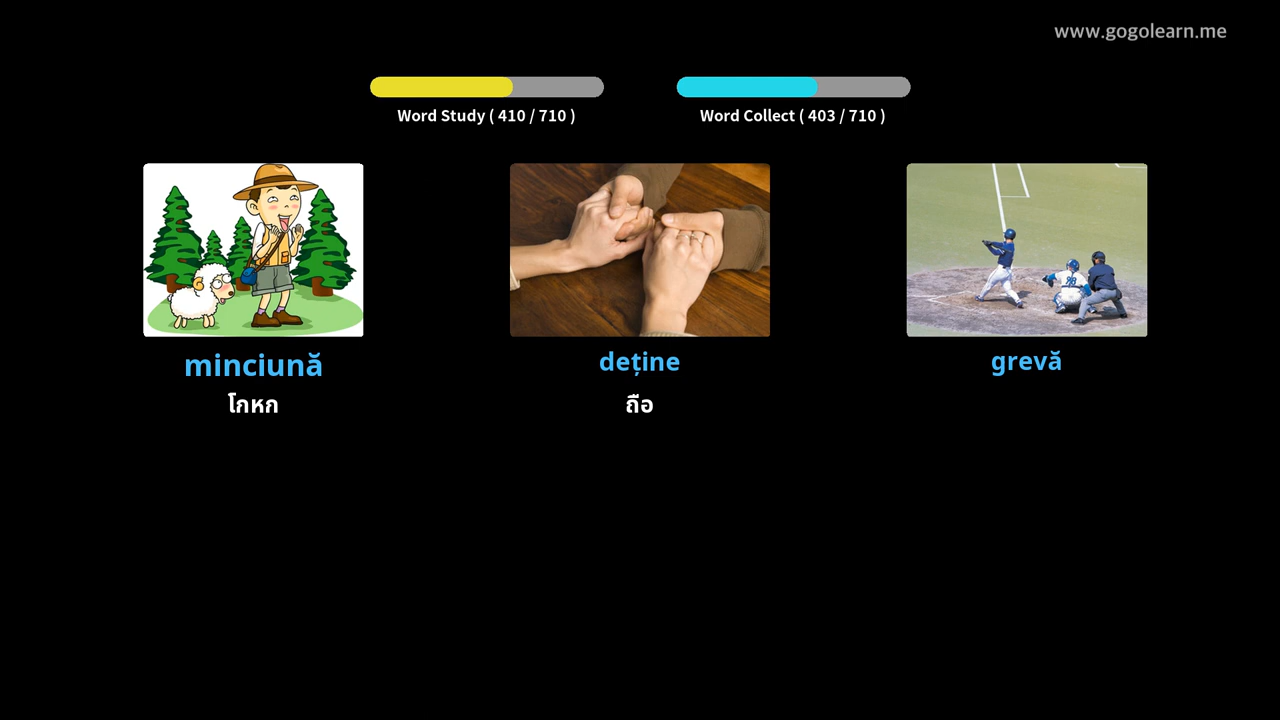 www.gogolearn.me
Word Study ( 410 / 710 )
Word Collect ( 403 / 710 )
minciună
deține
grevă
โกหก
ถือ